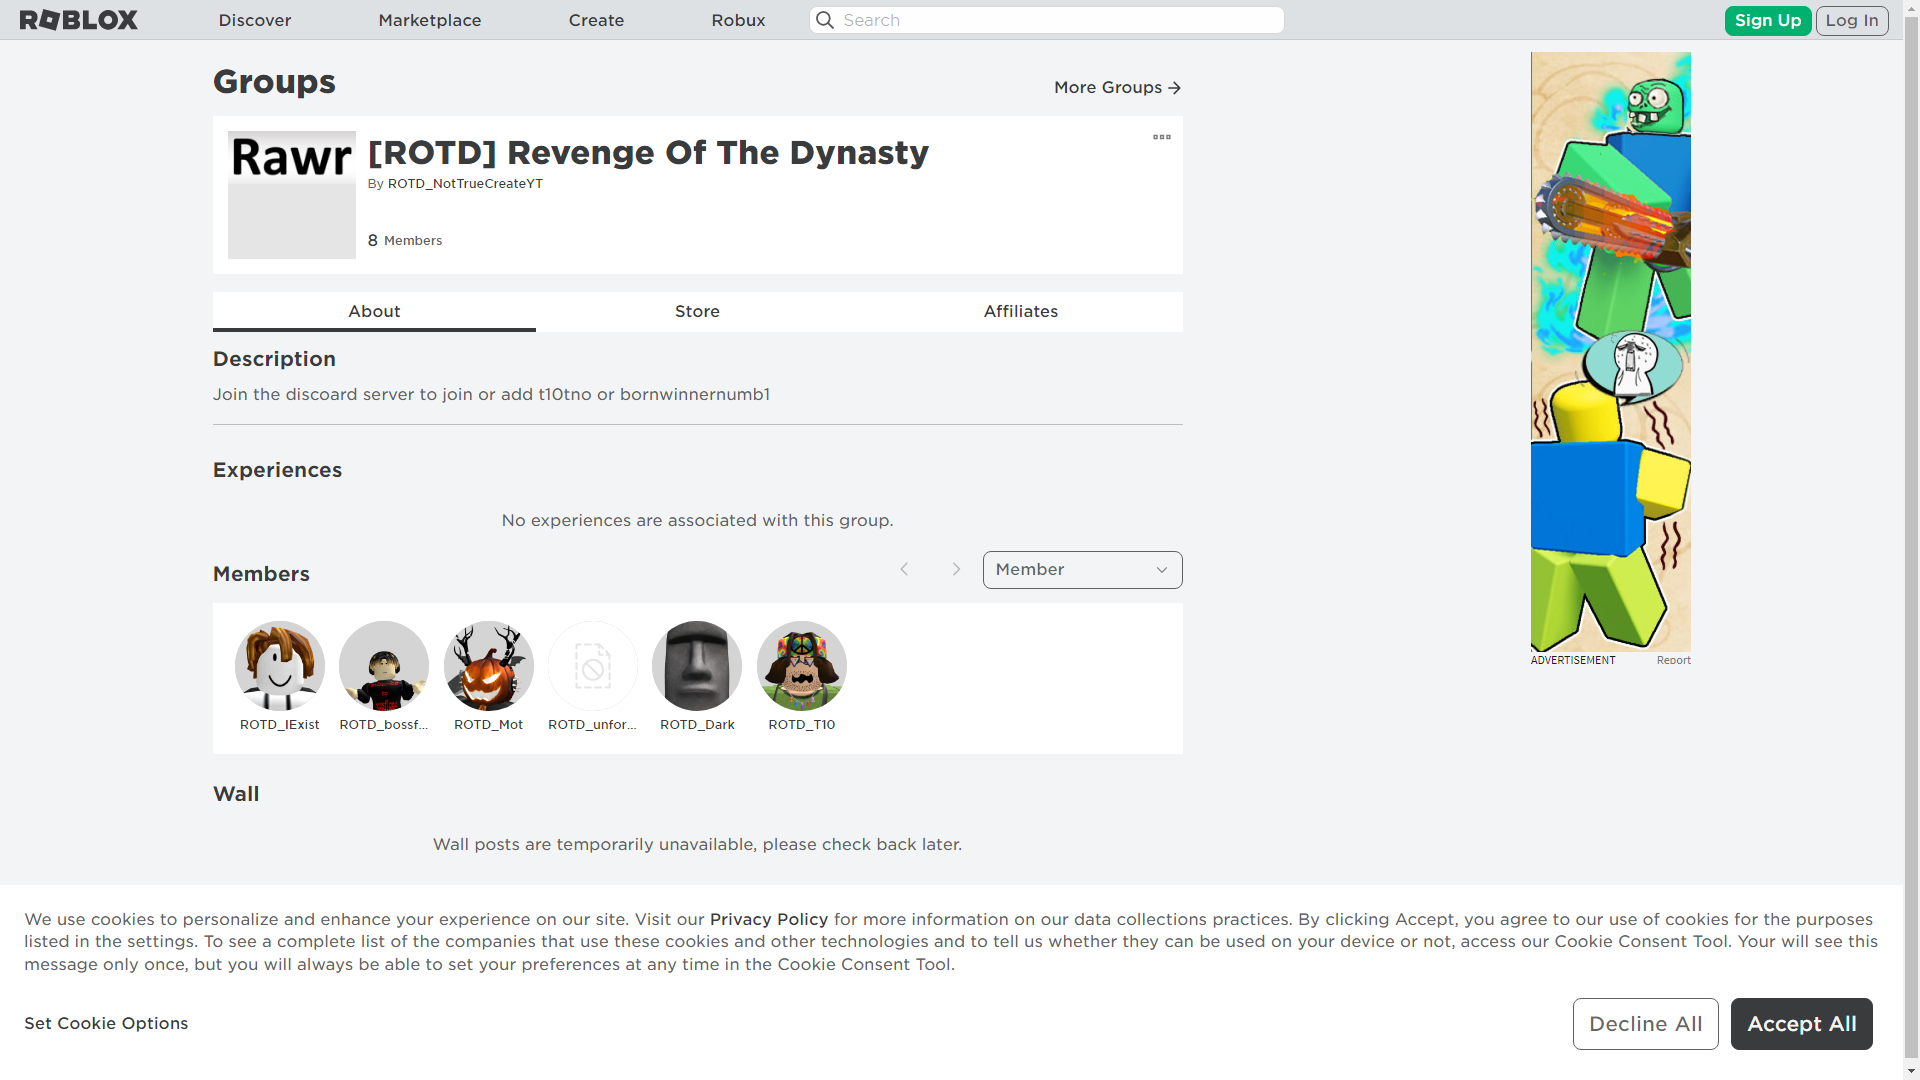 ROBLOX
Discover
Marketplace
Create
Robux
Search
Sign Up
Log In
Groups
More Groups
Rawr
[ROTD] Revenge Of The Dynasty
By ROTD_NotTrueCreateYT
8 Members
About
Store
Affiliates
Description
Join the discoard server to join or add t10tno or bornwinnernumb1
Experiences
No experiences are associated with this group.
Members
Member
ROTD_IExist
ROTD_bossf...
ROTD_Mot
ROTD_unfor...
ROTD_Dark
ROTD_T10
ADVERTISEMENT
Report
Wall
Wall posts are temporarily unavailable, please check back later.
We use cookies to personalize and enhance your experience on our site. Visit our Privacy Policy for more information on our data collections practices. By clicking Accept, you agree to our use of cookies for the purposes
listed in the settings. To see a complete list of the companies that use these cookies and other technologies and to tell us whether they can be used on your device or not, access our Cookie Consent Tool. Your will see this
message only once, but you will always be able to set your preferences at any time in the Cookie Consent Tool.
Set Cookie Options
Decline All
Accept All